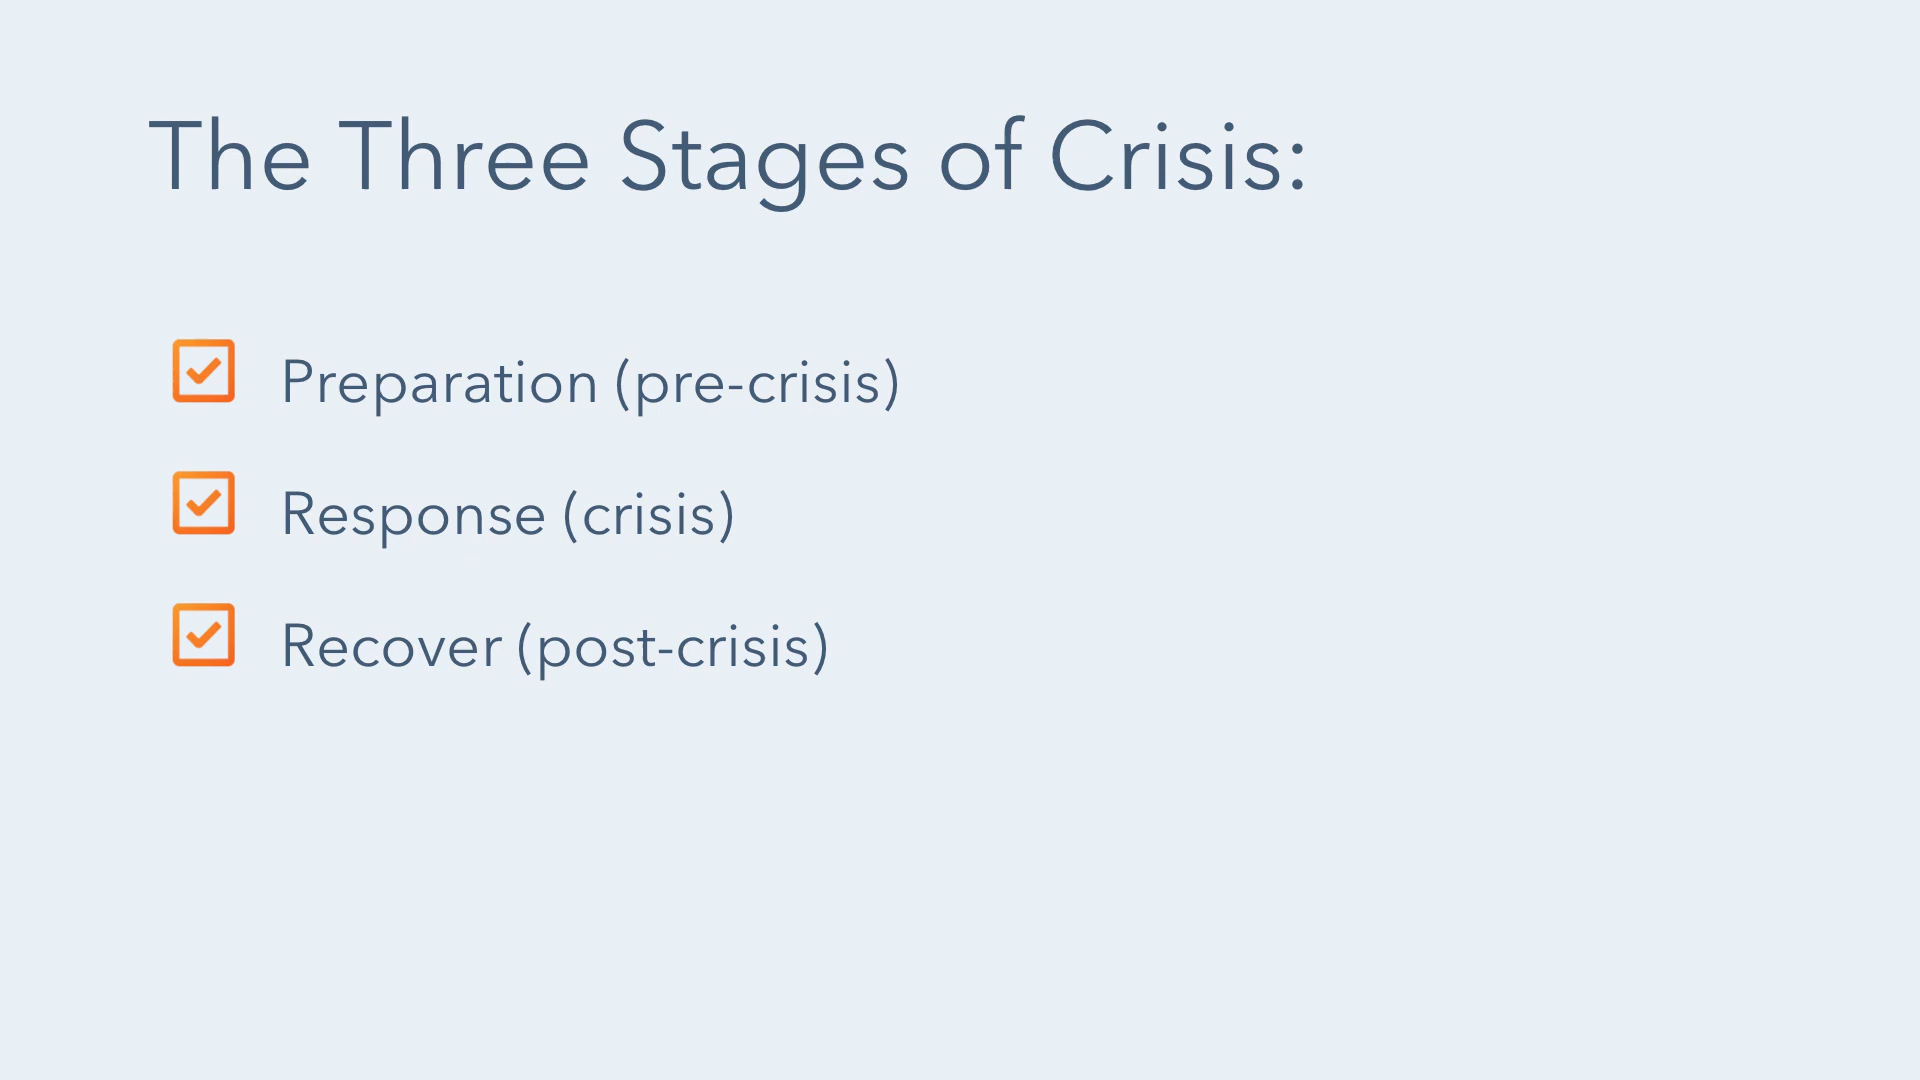 The Three Stages of Crisis:
Preparation (pre-crisis)
Response (crisis)
Recover (post-crisis)